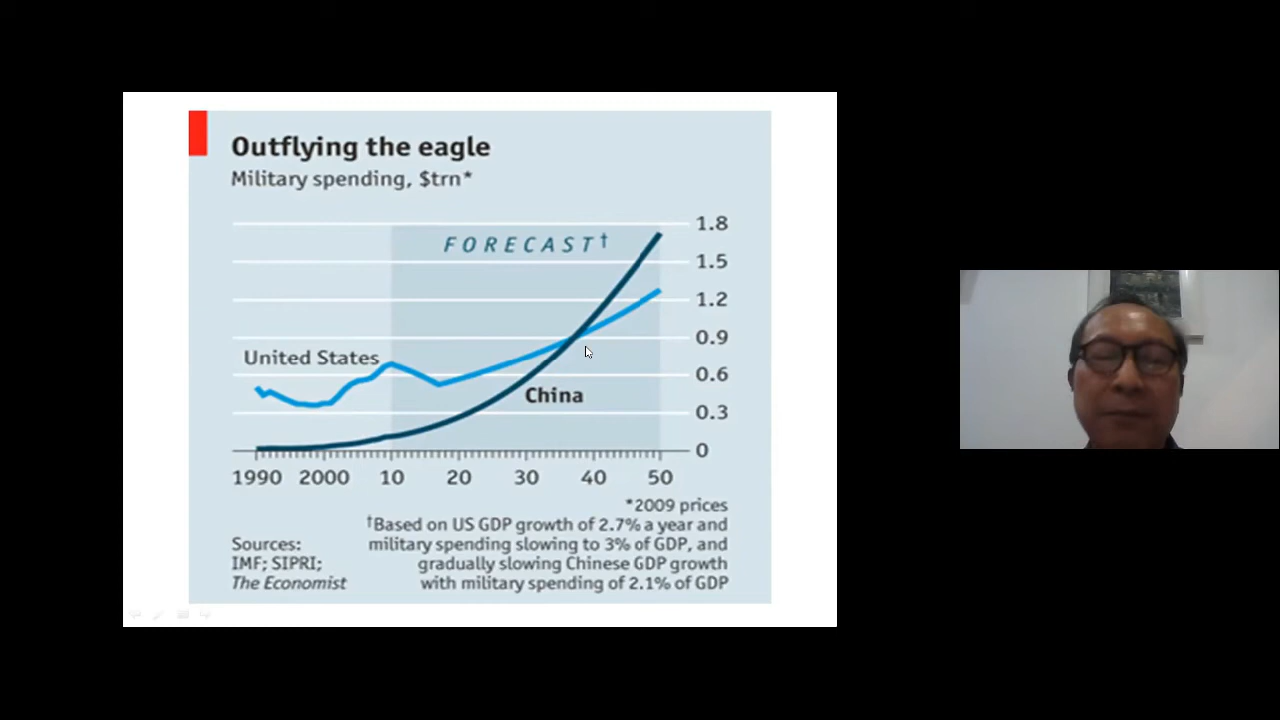 Outflying the eagle
Military spending, $trn*
FORECAST†
1.8
1.5
1.2
0.9
0.6
0.3
0
United States
China
1990 2000 10 20 30 40 50
*2009 prices
†Based on US GDP growth of 2.7% a year and
military spending slowing to 3% of GDP, and
gradually slowing Chinese GDP growth
with military spending of 2.1% of GDP
Sources:
IMF; SIPRI;
The Economist